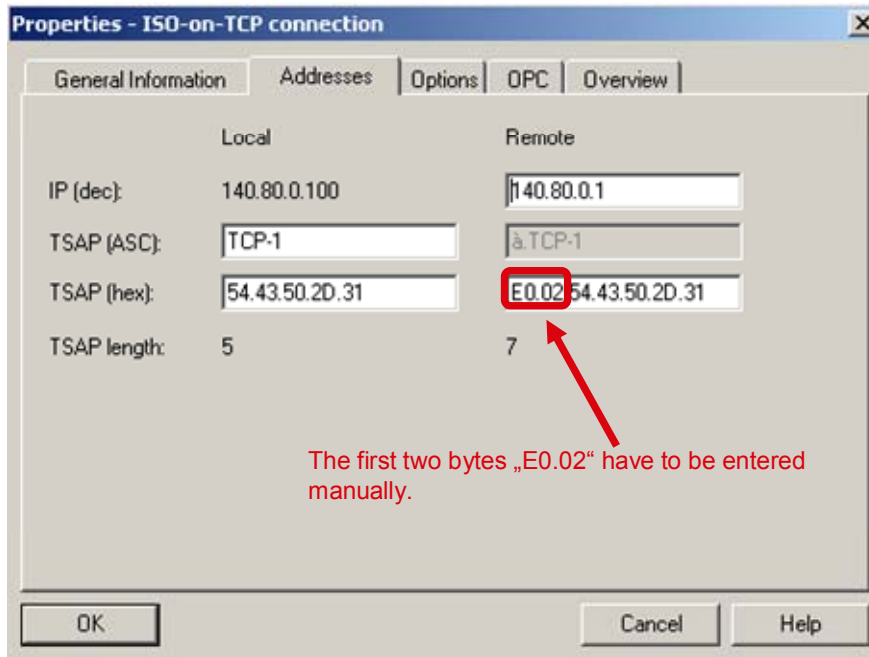 Properties - ISO-on-TCP connection
General Information Addresses Options OPC Overview
Local Remote
IP (dec): 140.80.0.100 140.80.0.1
TSAP (ASC): TCP-1 à.TCP-1
TSAP (hex): 54.43.50.2D.31 E0.02.54.43.50.2D.31
TSAP length: 5 7
The first two bytes „E0.02“ have to be entered
manually.
OK Cancel Help